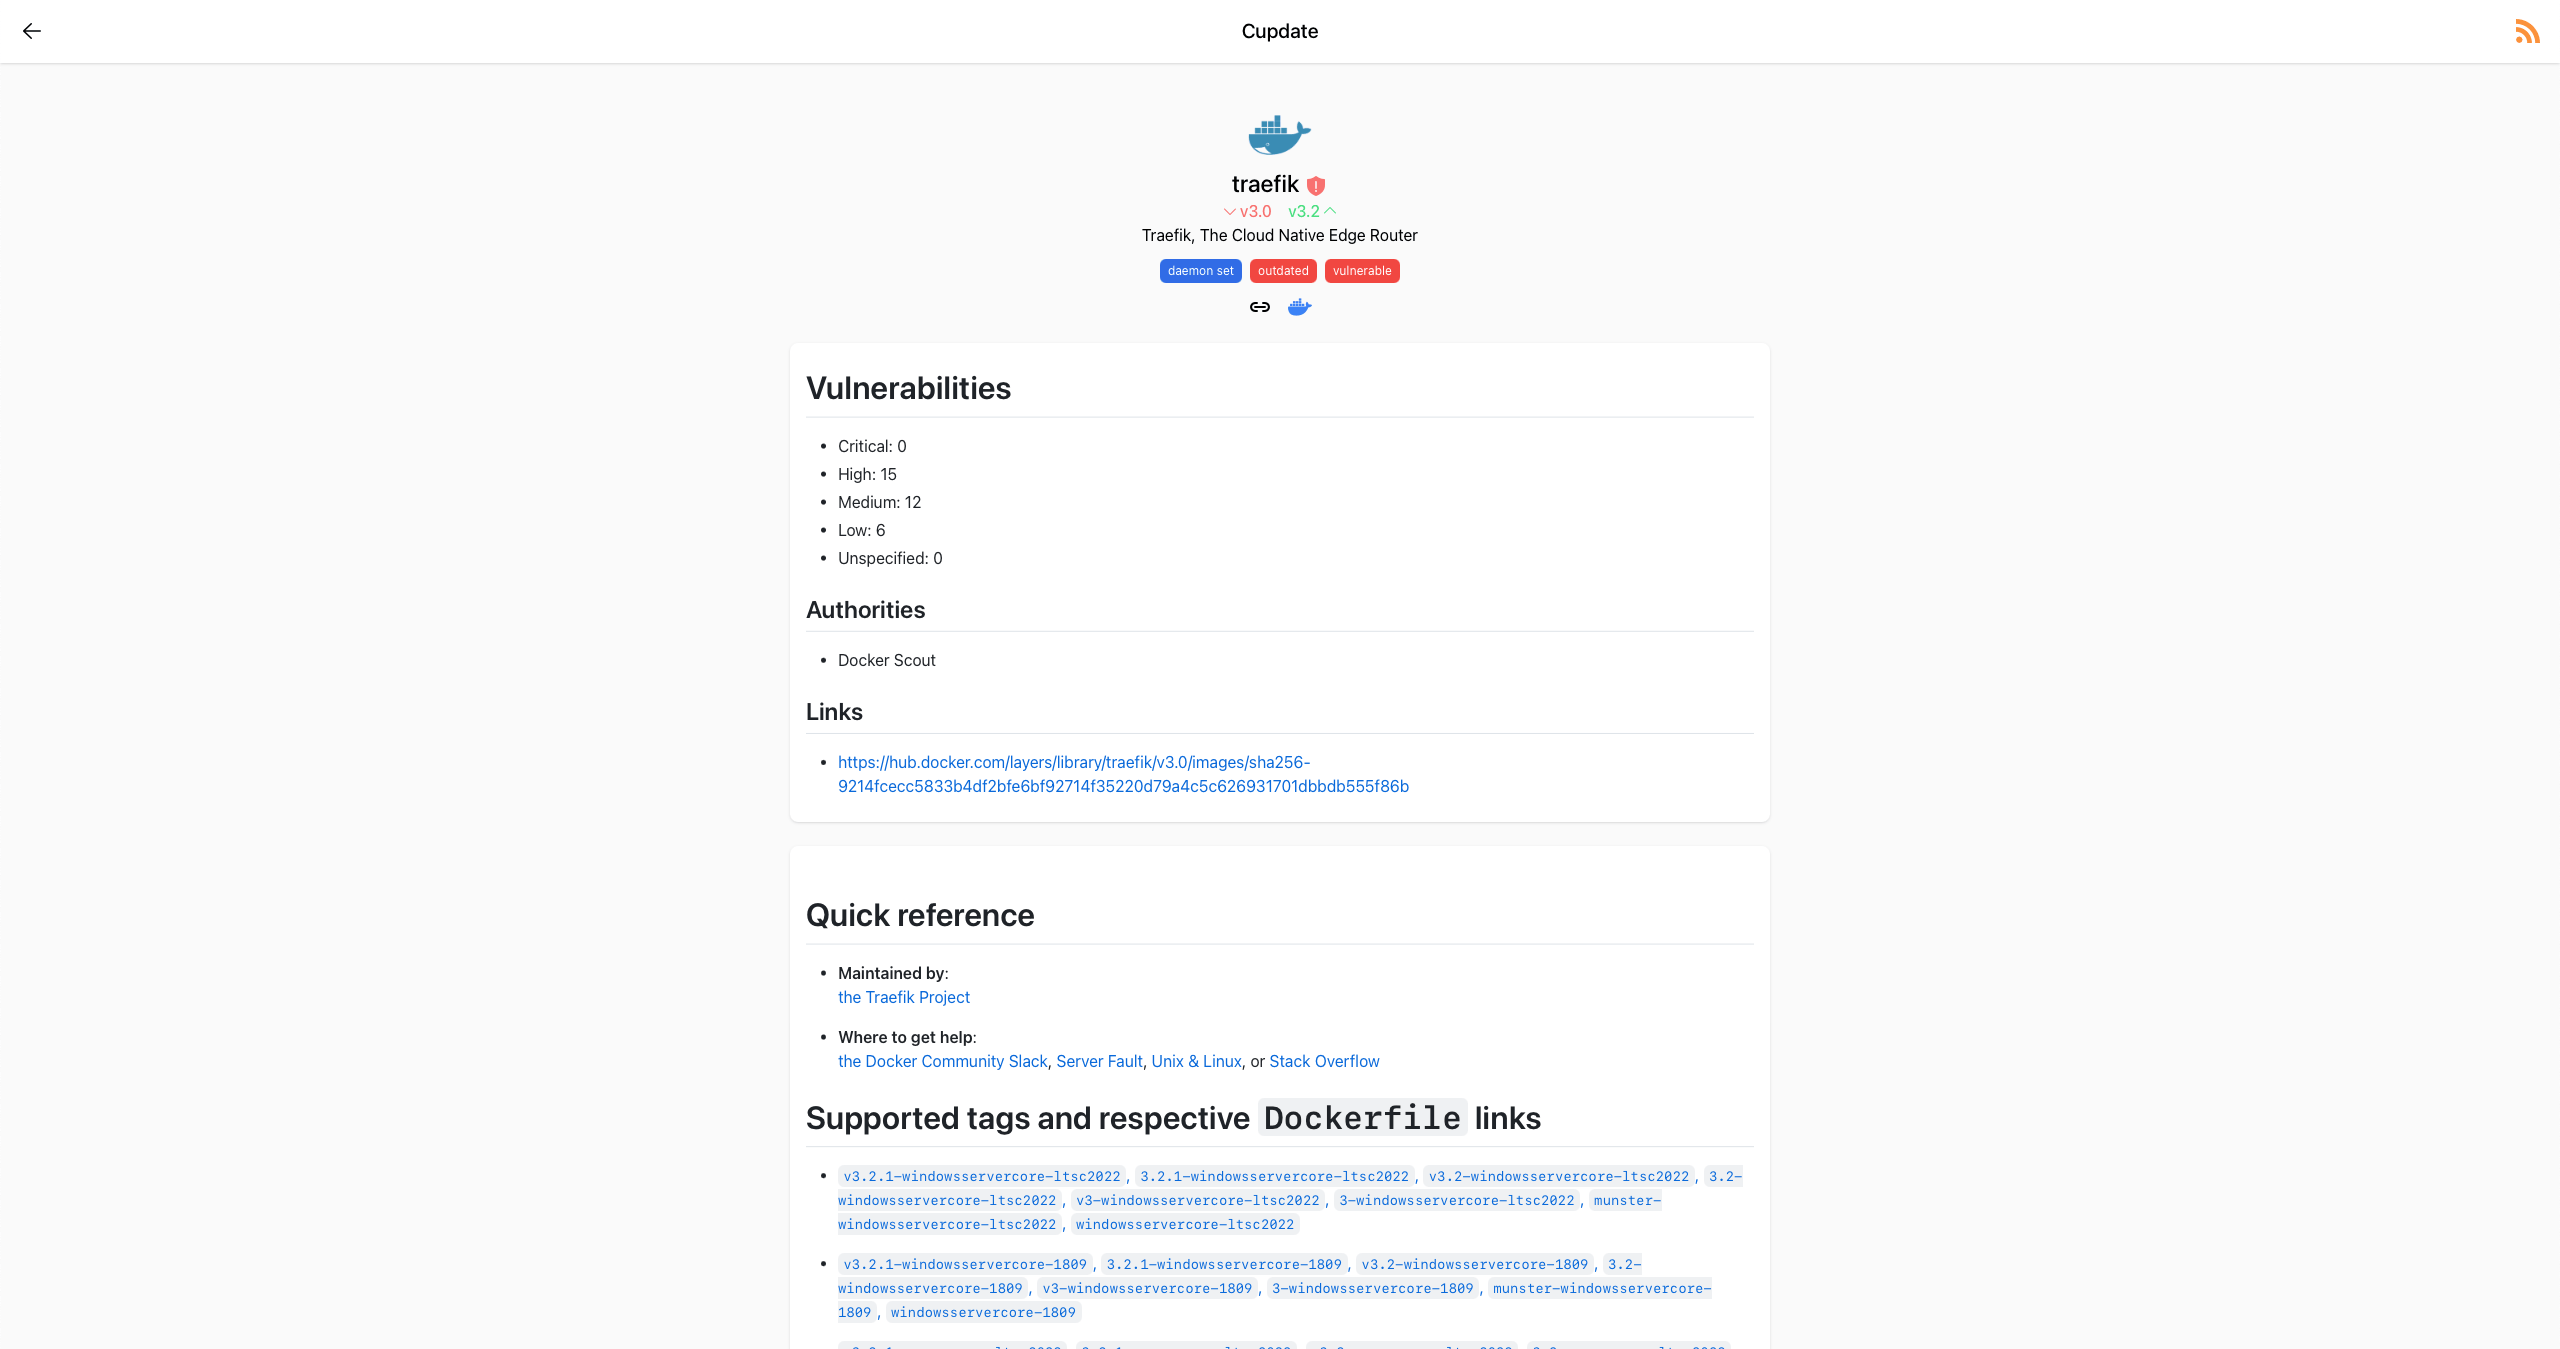 Cupdate
traefik
v3.0 v3.2
Traefik, The Cloud Native Edge Router
daemon set outdated vulnerable
Vulnerabilities
• Critical: 0
• High: 15
• Medium: 12
• Low: 6
• Unspecified: 0
Authorities
• Docker Scout
Links
• https://hub.docker.com/layers/library/traefik/v3.0/images/sha256-
9214fcecc5833b4df2bfe6bf92714f35220d79a4c5c626931701dbbdb555f86b
Quick reference
• Maintained by:
the Traefik Project
• Where to get help:
the Docker Community Slack, Server Fault, Unix & Linux, or Stack Overflow
Supported tags and respective Dockerfile links
• v3.2.1-windowsservercore-ltsc2022, 3.2.1-windowsservercore-ltsc2022, v3.2-windowsservercore-ltsc2022, 3.2-
windowsservercore-ltsc2022, v3-windowsservercore-ltsc2022, 3-windowsservercore-ltsc2022, munster-
windowsservercore-ltsc2022, windowsservercore-ltsc2022
• v3.2.1-windowsservercore-1809, 3.2.1-windowsservercore-1809, v3.2-windowsservercore-1809, 3.2-
windowsservercore-1809, v3-windowsservercore-1809, 3-windowsservercore-1809, munster-windowsservercore-
1809, windowsservercore-1809